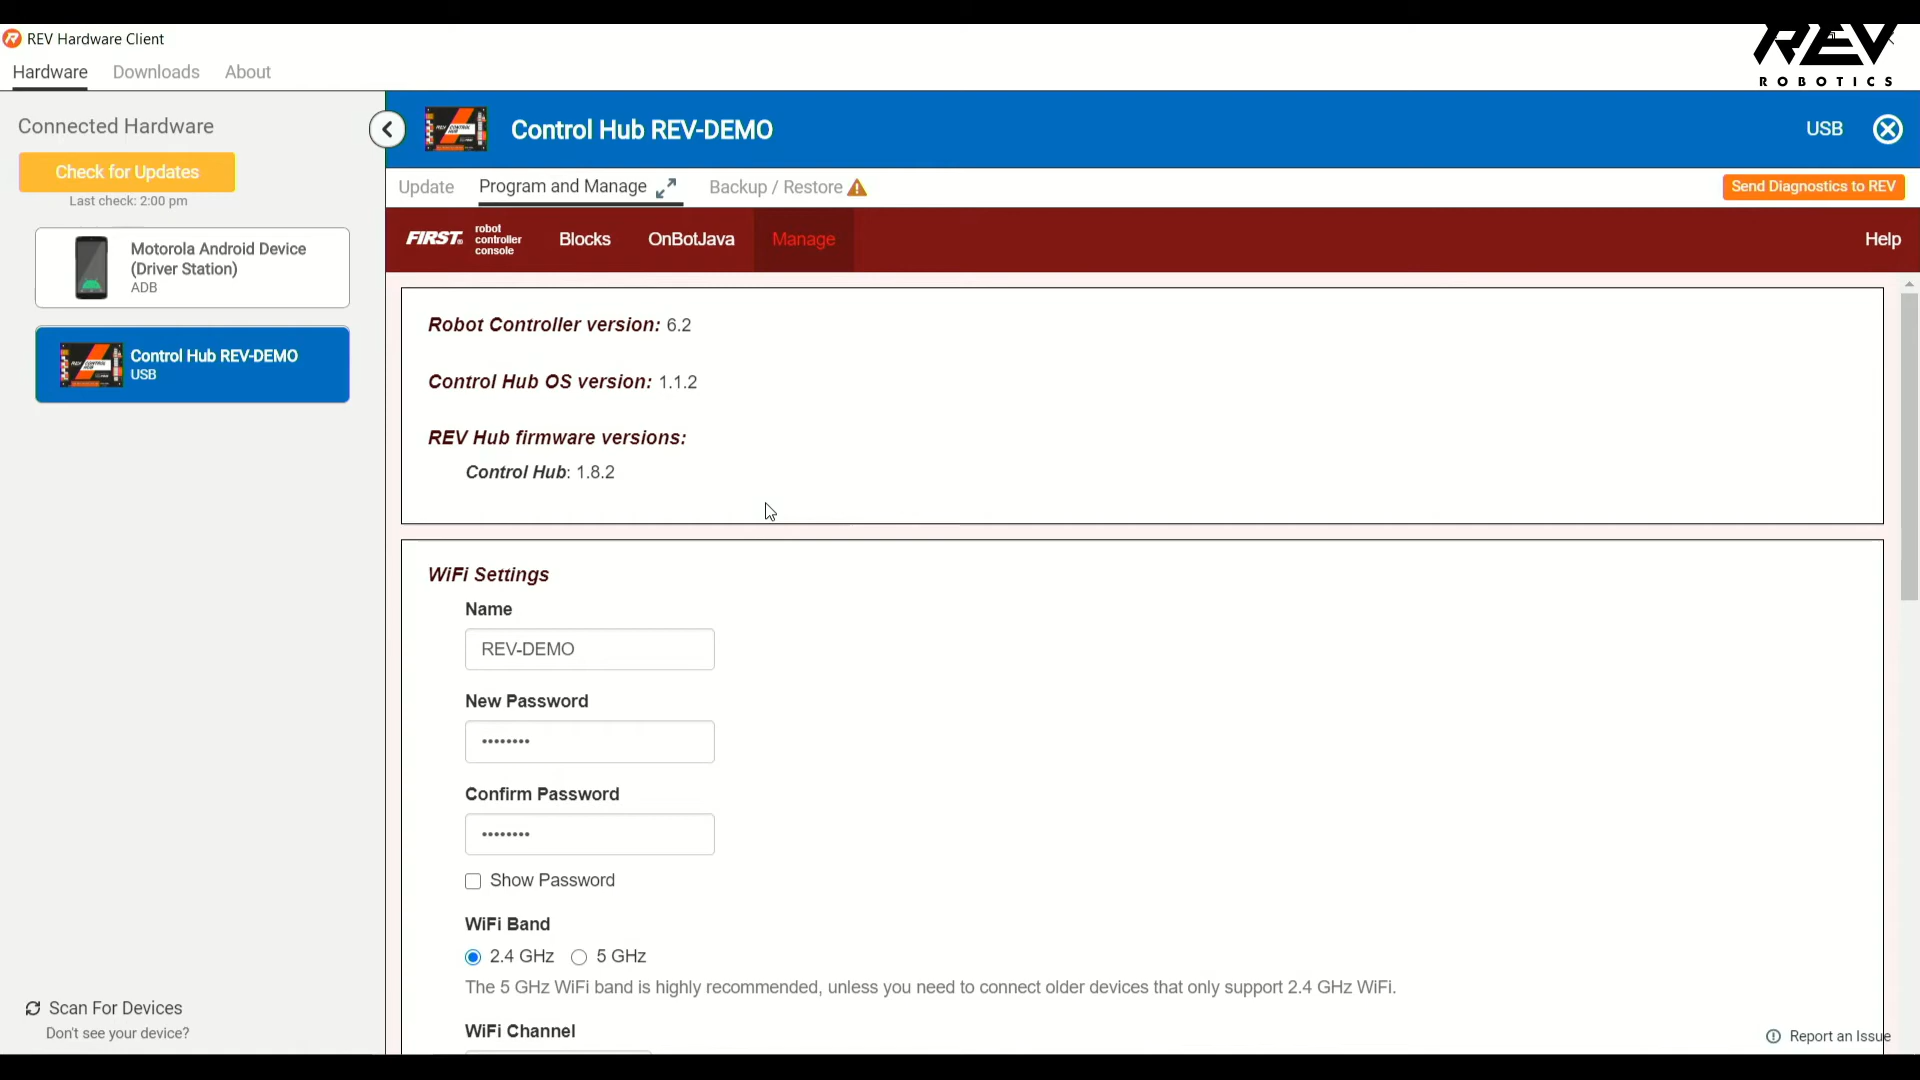 REV Hardware Client
Hardware Downloads About
REV
ROBOTICS
Connected Hardware
Check for Updates
Last check: 2:00 pm
Motorola Android Device
(Driver Station)
ADB
Control Hub REV-DEMO
USB
Scan For Devices
Don't see your device?
Control Hub REV-DEMO
USB
Update Program and Manage Backup / Restore
Send Diagnostics to REV
FIRST robot
controller
console
Blocks OnBotJava Manage Help
Robot Controller version: 6.2
Control Hub OS version: 1.1.2
REV Hub firmware versions:
Control Hub: 1.8.2
WiFi Settings
Name
REV-DEMO
New Password
••••••••
Confirm Password
••••••••
Show Password
WiFi Band
2.4 GHz 5 GHz
The 5 GHz WiFi band is highly recommended, unless you need to connect older devices that only support 2.4 GHz WiFi.
WiFi Channel
Report an Issue